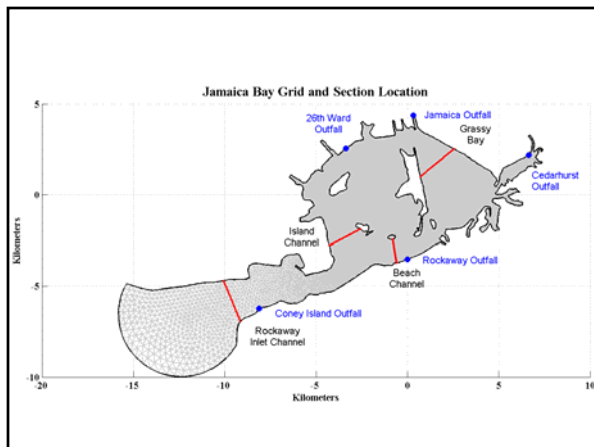 Jamaica Bay Grid and Section Location
5
0
-5
-10
-20
-15
-10
-5
0
5
10
Kilometers
Kilometers
26th Ward
Outfall
Jamaica Outfall
Grassy
Bay
Cedarhurst
Outfall
Island
Channel
Rockaway Outfall
Beach
Channel
Coney Island Outfall
Rockaway
Inlet Channel